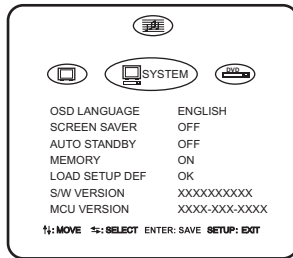 SYSTEM
DVD
OSD LANGUAGE ENGLISH
SCREEN SAVER OFF
AUTO STANDBY OFF
MEMORY ON
LOAD SETUP DEF OK
S/W VERSION XXXXXXXXXX
MCU VERSION XXXX-XXX-XXXX
↑↓: MOVE ⇆: SELECT ENTER: SAVE SETUP: EXIT